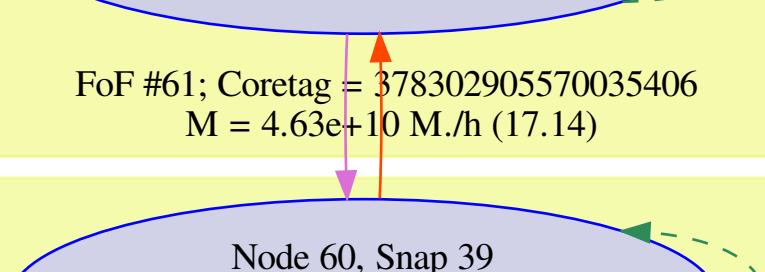 FoF #61; Coretag = 378302905570035406
M = 4.63e+10 M./h (17.14)
Node 60, Snap 39